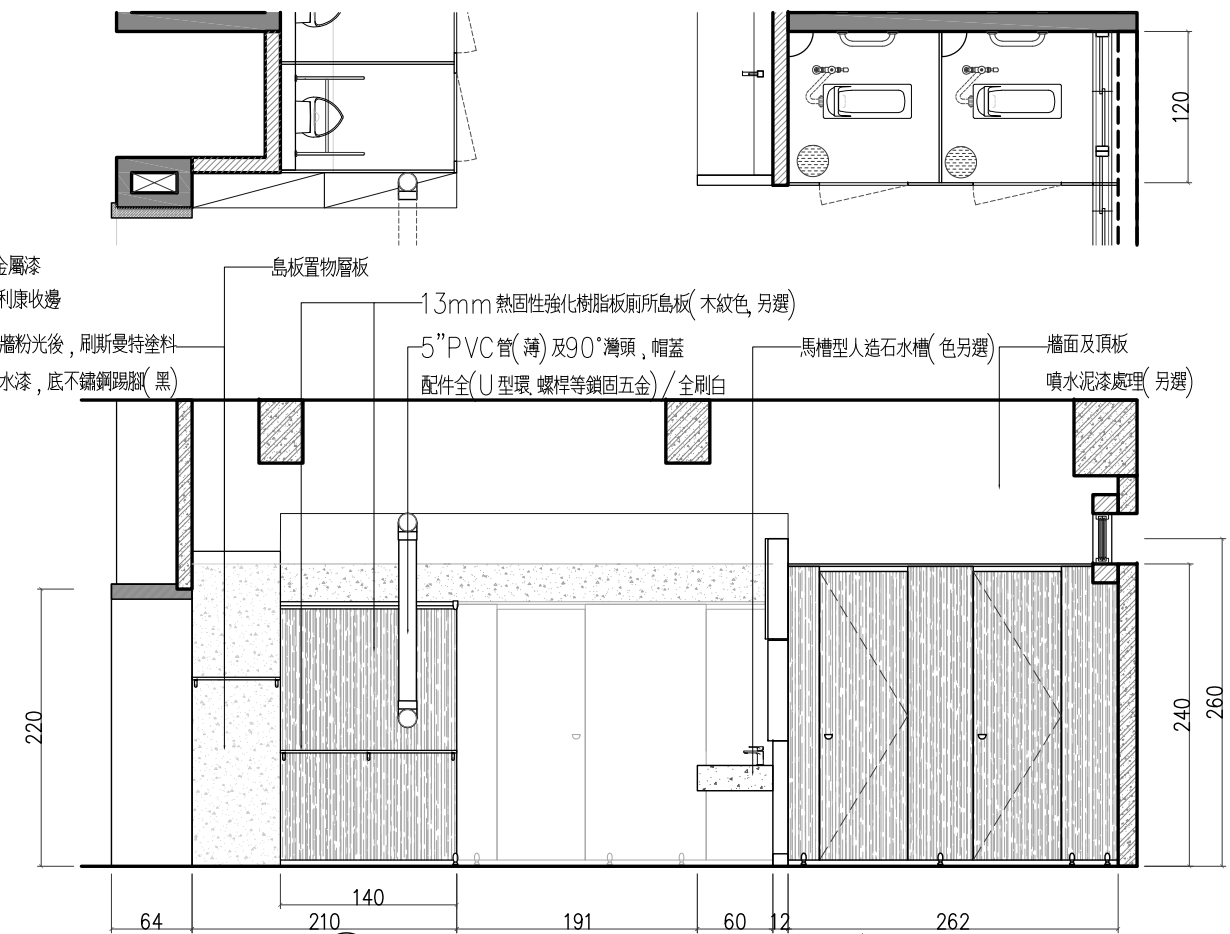 120
金屬漆
利康收邊
牆粉光後，刷斯曼特塗料
水漆，底不鏽鋼踢腳(黑)
島板置物層板
13mm 熱固性強化樹脂板廁所島板(木紋色,另選)
5”PVC管(薄)及90°灣頭、帽蓋
配件全(U型環、螺桿等鎖固五金)/全刷白
馬槽型人造石水槽(色另選)
牆面及頂板
噴水泥漆處理(另選)
220
240
260
140
64
210
191
60
12
262